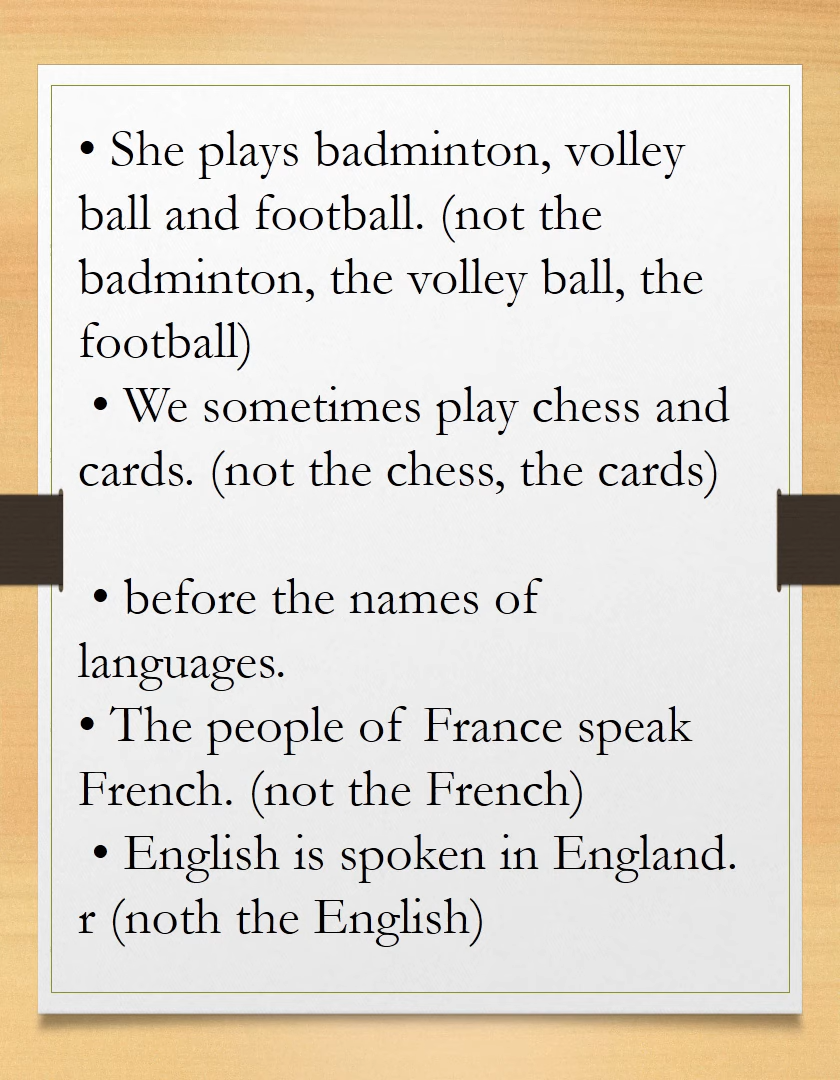 • She plays badminton, volley
ball and football. (not the
badminton, the volley ball, the
football)
• We sometimes play chess and
cards. (not the chess, the cards)
• before the names of
languages.
• The people of France speak
French. (not the French)
• English is spoken in England.
r (noth the English)